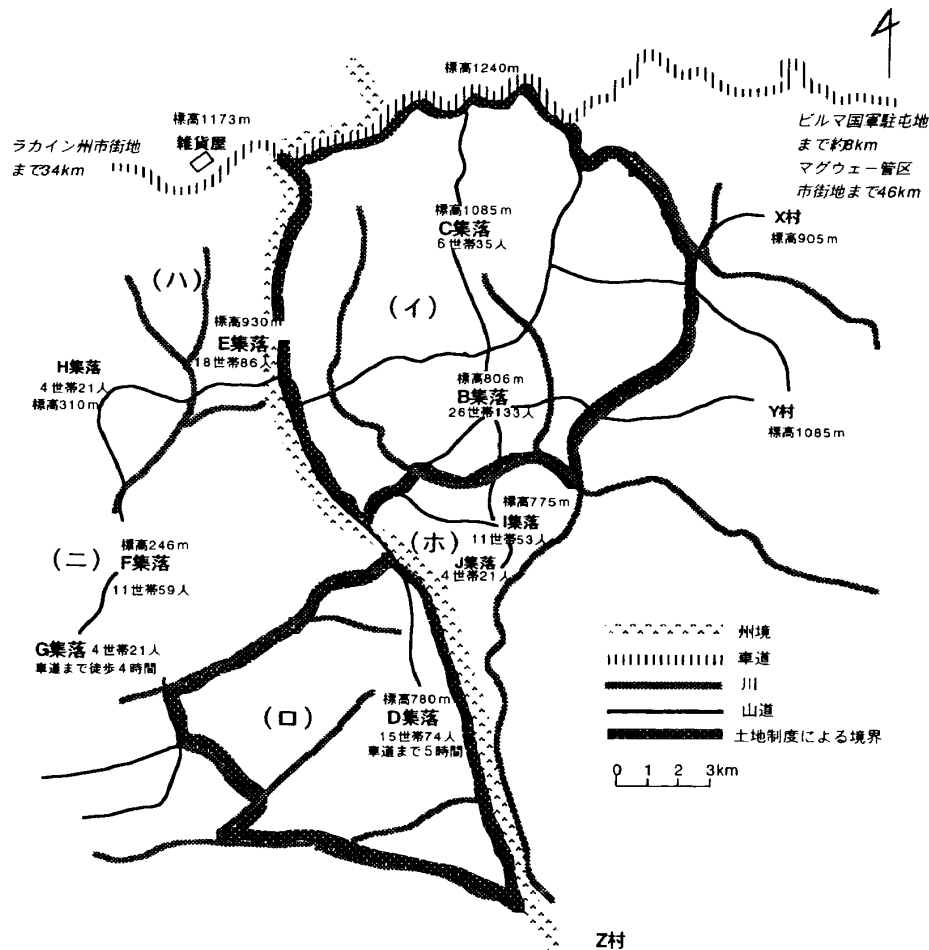 4
標高1240m
標高1173m
雑貨屋
ラカイン州市街地
まで34km
ビルマ国軍駐屯地
まで約8km
マグウェー管区
市街地まで46km
X村
標高905m
標高1085m
C集落
6世帯35人
(ハ)
(イ)
標高930m
E集落
18世帯86人
H集落
4世帯21人
標高310m
標高806m
B集落
26世帯133人
Y村
標高1085m
標高775m
I集落
11世帯53人
(ホ)
J集落
4世帯21人
標高246m
(ニ)
F集落
11世帯59人
G集落 4世帯21人
車道まで徒歩4時間
(ロ)
標高780m
D集落
15世帯74人
車道まで5時間
州境
車道
川
山道
土地制度による境界
0 1 2 3km
Z村